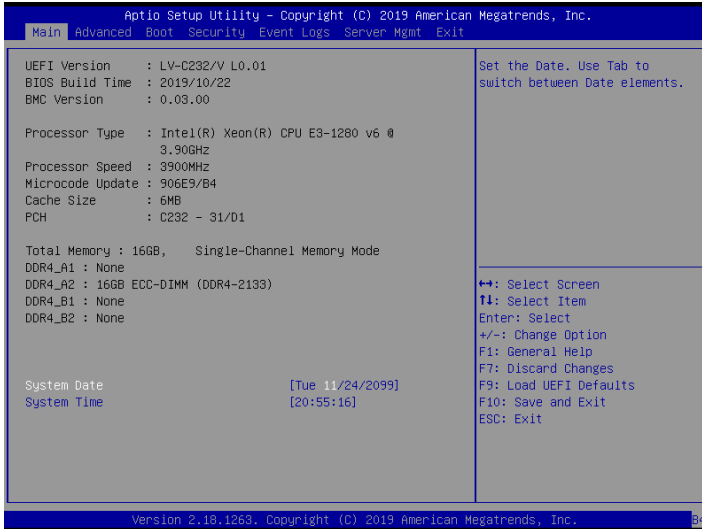 Aptio Setup Utility – Copyright (C) 2019 American Megatrends, Inc.
Main Advanced Boot Security Event Logs Server Mgmt Exit
UEFI Version : LV-C232/V L0.01
BIOS Build Time : 2019/10/22
BMC Version : 0.03.00
Processor Type : Intel(R) Xeon(R) CPU E3-1280 v6 @
3.90GHz
Processor Speed : 3900MHz
Microcode Update : 906E9/B4
Cache Size : 6MB
PCH : C232 - 31/D1
Total Memory : 16GB, Single-Channel Memory Mode
DDR4_A1 : None
DDR4_A2 : 16GB ECC-DIMM (DDR4-2133)
DDR4_B1 : None
DDR4_B2 : None
System Date [Tue 11/24/2099]
System Time [20:55:16]
Set the Date. Use Tab to
switch between Date elements.
↔: Select Screen
↑↓: Select Item
Enter: Select
+/-: Change Option
F1: General Help
F7: Discard Changes
F9: Load UEFI Defaults
F10: Save and Exit
ESC: Exit
Version 2.18.1263. Copyright (C) 2019 American Megatrends, Inc.